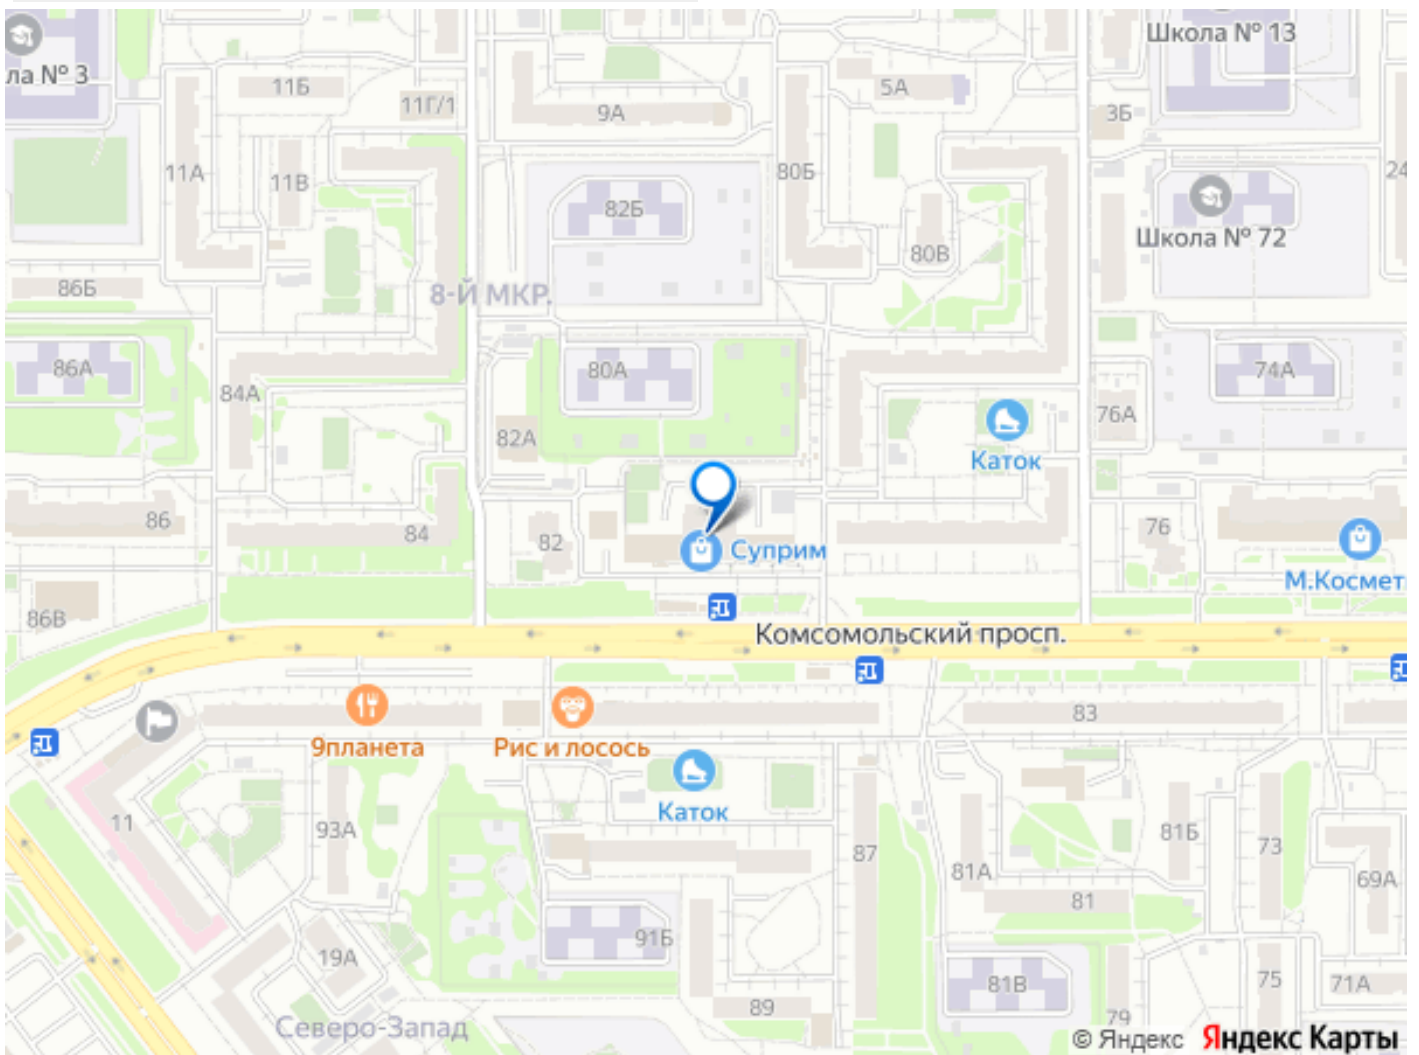 Школа № 13
ла № 3
11Б
5А
11Г/1
9А
3Б
11А
11В
80Б
24
82Б
Школа № 72
80В
86Б
8-Й МКР.
86А
80А
74А
84А
76А
82А
Каток
86
84
82
76
Суприм
М.Космет
86В
Комсомольский просп.
83
9планета
Рис и лосось
Каток
11
93А
81Б
73
87
81А
69А
81
91Б
19А
81В
75
71А
89
79
Северо-Запад
© Яндекс Яндекс Карты